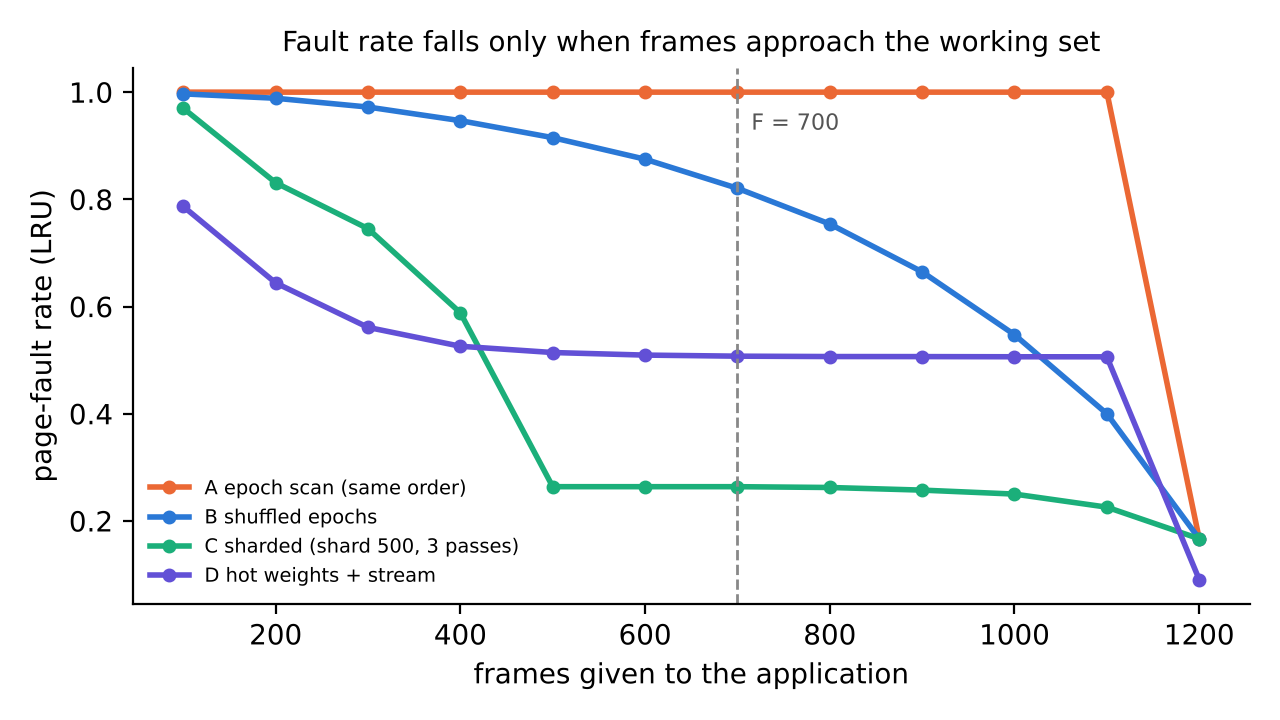 Fault rate falls only when frames approach the working set
page-fault rate (LRU)
1.0
0.8
0.6
0.4
0.2
F = 700
A epoch scan (same order)
B shuffled epochs
C sharded (shard 500, 3 passes)
D hot weights + stream
200 400 600 800 1000 1200
frames given to the application